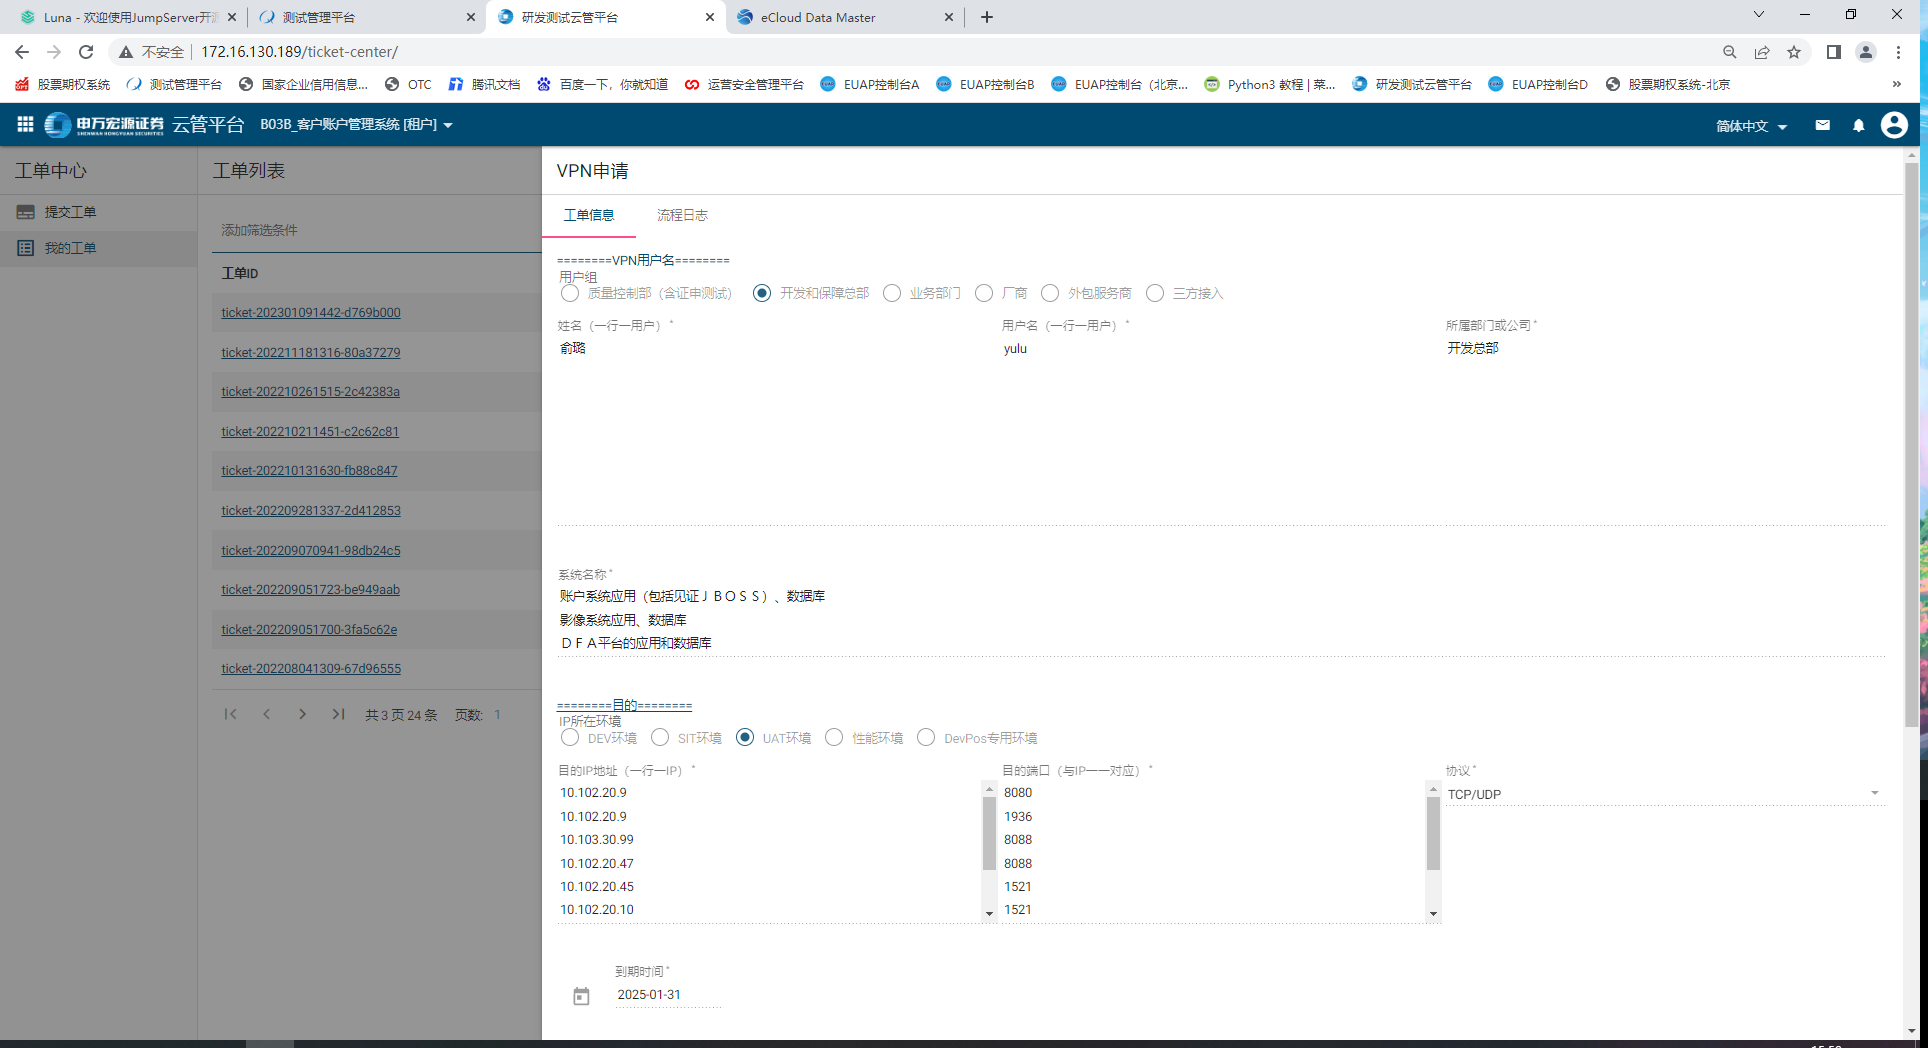 Luna - 欢迎使用JumpServer开源
测试管理平台
研发测试云管平台
eCloud Data Master
不安全 172.16.130.189/ticket-center/
股票期权系统
测试管理平台
国家企业信用信息...
OTC
腾讯文档
百度一下，你就知道
运营安全管理平台
EUAP控制台A
EUAP控制台B
EUAP控制台（北京...
Python3 教程 | 菜...
研发测试云管平台
EUAP控制台D
股票期权系统-北京
»
申万宏源证券
SHENWAN HONGYUAN SECURITIES
云管平台
B03B_客户账户管理系统 [租户]
简体中文
工单中心
提交工单
我的工单
工单列表
添加筛选条件
工单ID
ticket-202301091442-d769b000
ticket-202211181316-80a37279
ticket-202210261515-2c42383a
ticket-202210211451-c2c62c81
ticket-202210131630-fb88c847
ticket-202209281337-2d412853
ticket-202209070941-98db24c5
ticket-202209051723-be949aab
ticket-202209051700-3fa5c62e
ticket-202208041309-67d96555
共 3 页 24 条 页数: 1
VPN申请
工单信息 流程日志
========VPN用户名========
用户组
质量控制部（含证申测试） 开发和保障总部 业务部门 厂商 外包服务商 三方接入
姓名（一行一用户） * 用户名（一行一用户） * 所属部门或公司 *
俞璐 yulu 开发总部
系统名称 *
账户系统应用（包括见证ＪＢＯＳＳ）、数据库
影像系统应用、数据库
ＤＦＡ平台的应用和数据库
========目的========
IP所在环境
DEV环境 SIT环境 UAT环境 性能环境 DevPos专用环境
目的IP地址（一行一IP） * 目的端口（与IP一一对应） * 协议 *
10.102.20.9 8080 TCP/UDP
10.102.20.9 1936
10.103.30.99 8088
10.102.20.47 8088
10.102.20.45 1521
10.102.20.10 1521
到期时间 *
2025-01-31